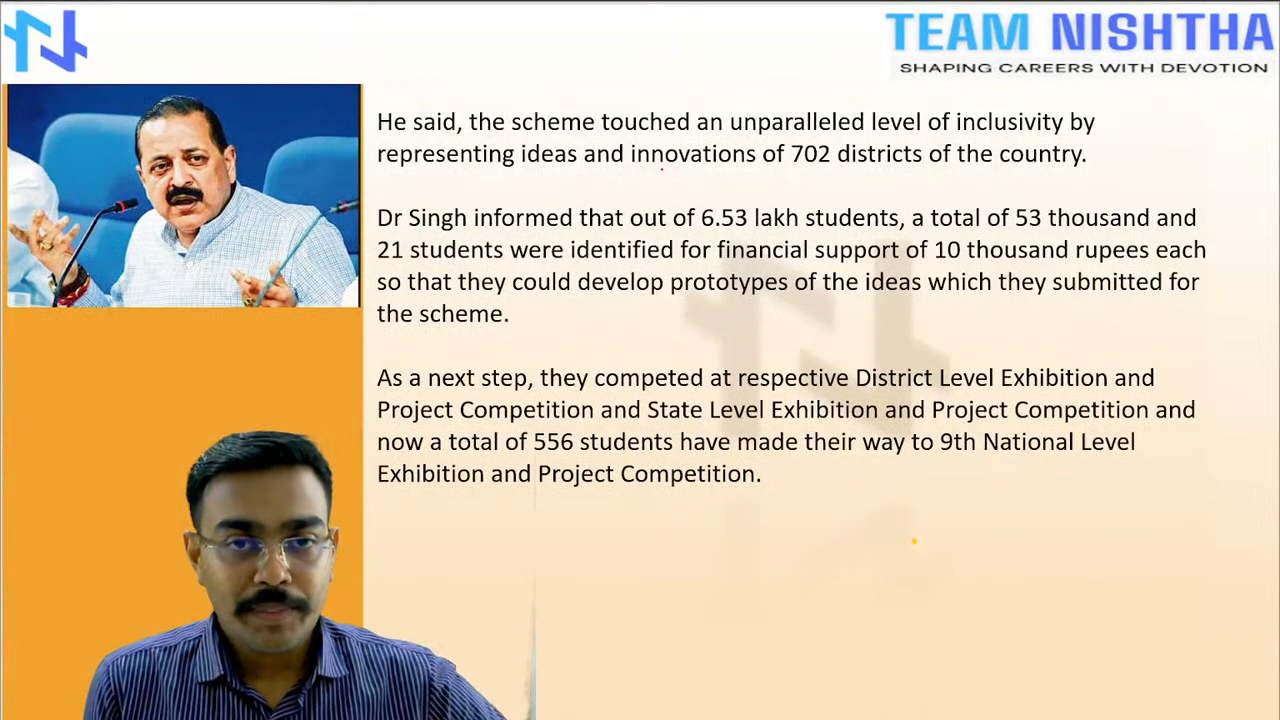 TEAM NISHTHA
SHAPING CAREERS WITH DEVOTION
He said, the scheme touched an unparalleled level of inclusivity by
representing ideas and innovations of 702 districts of the country.
Dr Singh informed that out of 6.53 lakh students, a total of 53 thousand and
21 students were identified for financial support of 10 thousand rupees each
so that they could develop prototypes of the ideas which they submitted for
the scheme.
As a next step, they competed at respective District Level Exhibition and
Project Competition and State Level Exhibition and Project Competition and
now a total of 556 students have made their way to 9th National Level
Exhibition and Project Competition.